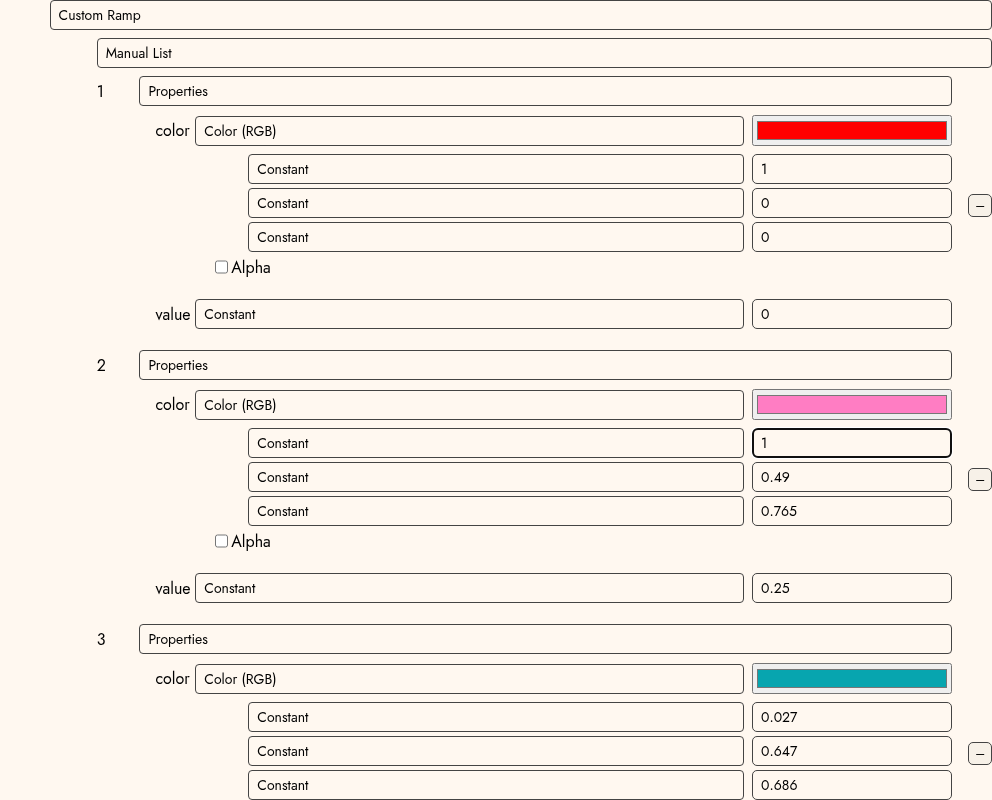 Custom Ramp
Manual List
1 Properties
color Color (RGB)
Constant 1
Constant 0
–
Constant 0
Alpha
value Constant 0
2 Properties
color Color (RGB)
Constant 1
Constant 0.49
–
Constant 0.765
Alpha
value Constant 0.25
3 Properties
color Color (RGB)
Constant 0.027
Constant 0.647
–
Constant 0.686